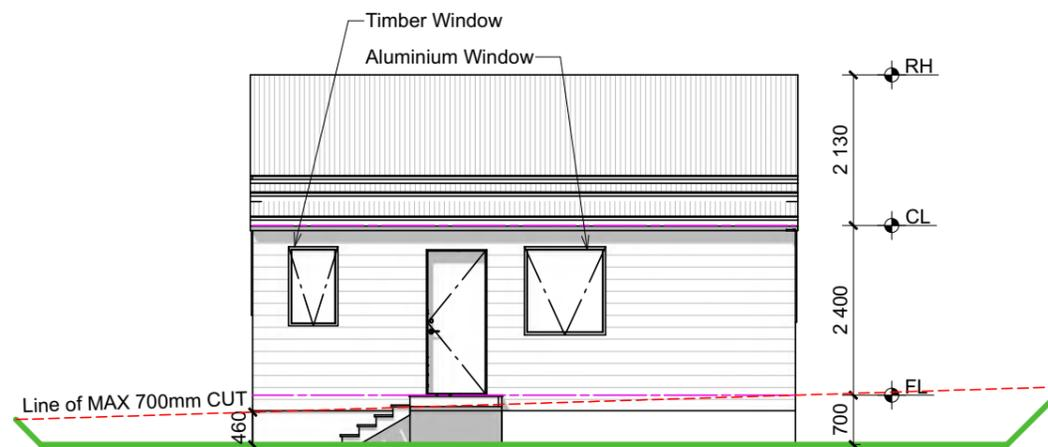 Timber Window
Aluminium Window
RH
2 130
CL
2 400
FL
Line of MAX 700mm CUT
460
700